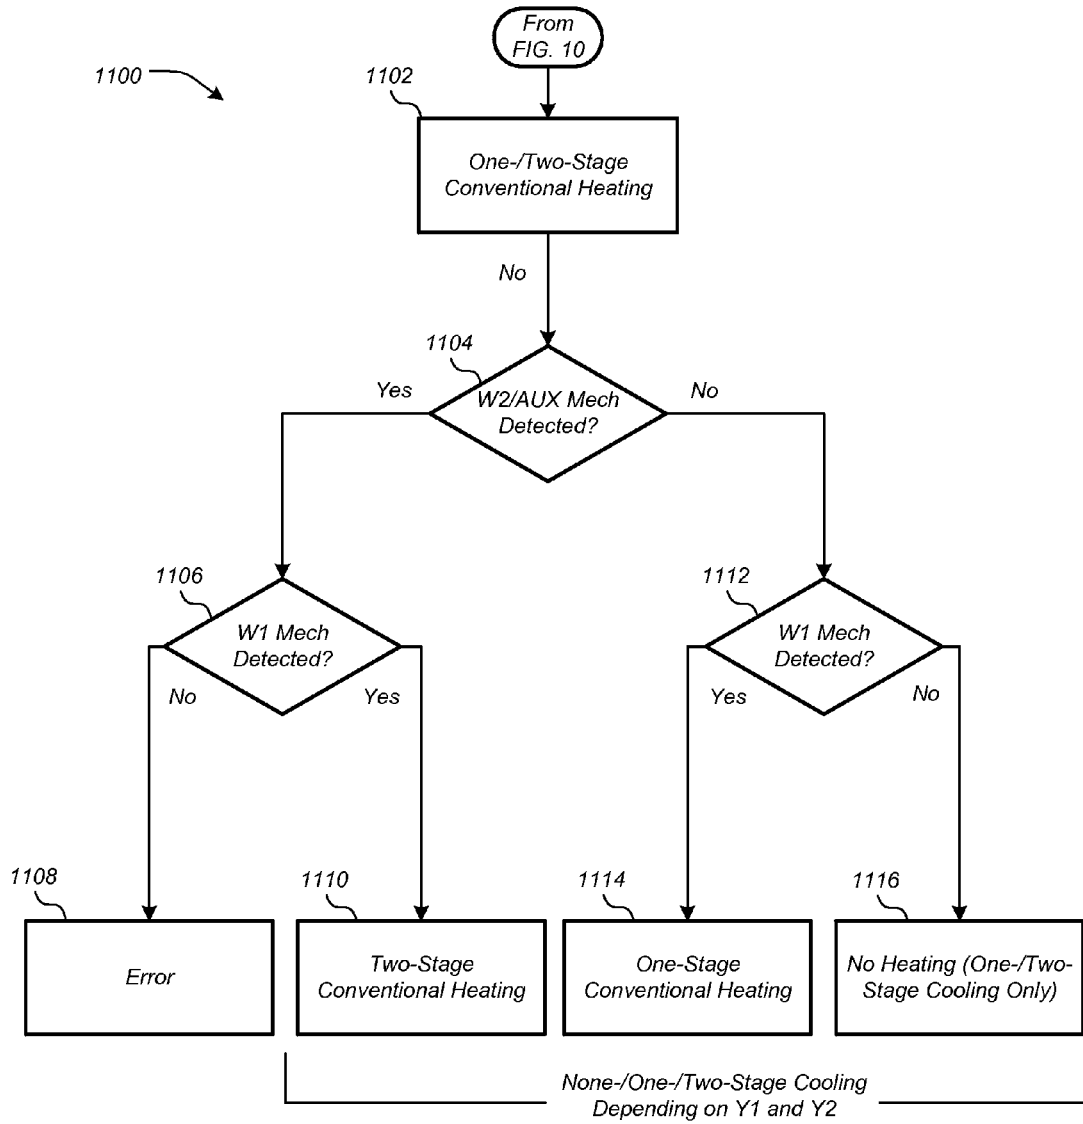 From
FIG. 10
1100
1102
One-/Two-Stage
Conventional Heating
No
1104
Yes
W2/AUX Mech
Detected?
No
1106
W1 Mech
Detected?
No
Yes
1112
W1 Mech
Detected?
Yes
No
1108
Error
1110
Two-Stage
Conventional Heating
1114
One-Stage
Conventional Heating
1116
No Heating (One-/Two-
Stage Cooling Only)
None-/One-/Two-Stage Cooling
Depending on Y1 and Y2